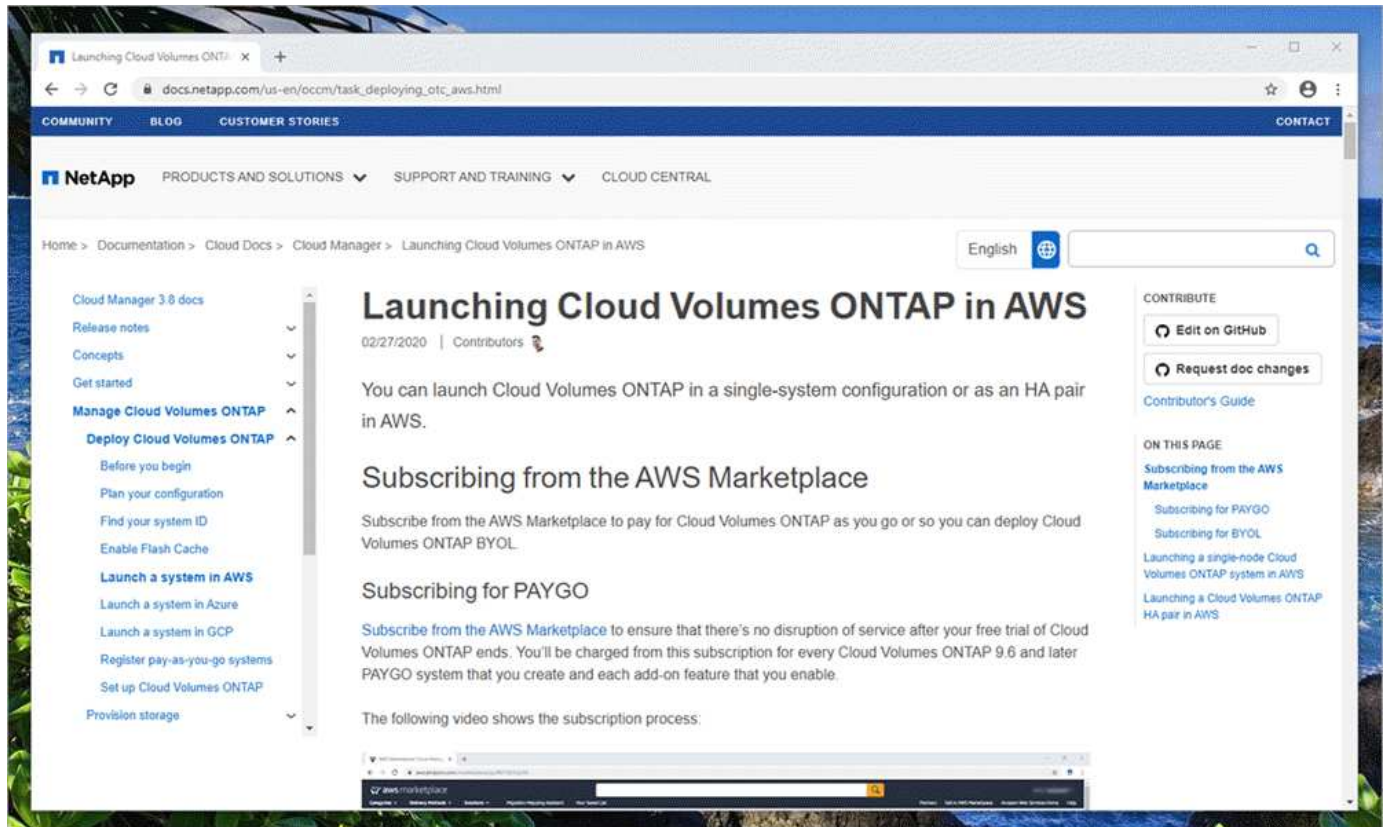 Launching Cloud Volumes ONTA
docs.netapp.com/us-en/occm/task_deploying_otc_aws.html
COMMUNITY BLOG CUSTOMER STORIES CONTACT
NetApp PRODUCTS AND SOLUTIONS SUPPORT AND TRAINING CLOUD CENTRAL
Home > Documentation > Cloud Docs > Cloud Manager > Launching Cloud Volumes ONTAP in AWS
English
Cloud Manager 3.8 docs
Release notes
Concepts
Get started
Manage Cloud Volumes ONTAP
Deploy Cloud Volumes ONTAP
Before you begin
Plan your configuration
Find your system ID
Enable Flash Cache
Launch a system in AWS
Launch a system in Azure
Launch a system in GCP
Register pay-as-you-go systems
Set up Cloud Volumes ONTAP
Provision storage
Launching Cloud Volumes ONTAP in AWS
02/27/2020 | Contributors
You can launch Cloud Volumes ONTAP in a single-system configuration or as an HA pair
in AWS.
Subscribing from the AWS Marketplace
Subscribe from the AWS Marketplace to pay for Cloud Volumes ONTAP as you go or so you can deploy Cloud
Volumes ONTAP BYOL.
Subscribing for PAYGO
Subscribe from the AWS Marketplace to ensure that there's no disruption of service after your free trial of Cloud
Volumes ONTAP ends. You'll be charged from this subscription for every Cloud Volumes ONTAP 9.6 and later
PAYGO system that you create and each add-on feature that you enable.
The following video shows the subscription process:
aws marketplace
CONTRIBUTE
Edit on GitHub
Request doc changes
Contributor's Guide
ON THIS PAGE
Subscribing from the AWS
Marketplace
Subscribing for PAYGO
Subscribing for BYOL
Launching a single-node Cloud
Volumes ONTAP system in AWS
Launching a Cloud Volumes ONTAP
HA pair in AWS